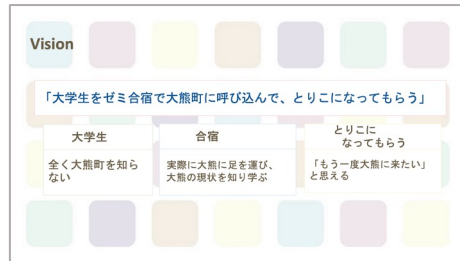 Vision
「大学生をゼミ合宿で大熊町に呼び込んで、とりこになってもらう」
大学生
全く大熊町を知ら
ない
合宿
実際に大熊に足を運び、
大熊の現状を知り学ぶ
とりこに
なってもらう
「もう一度大熊に来たい」
と思える